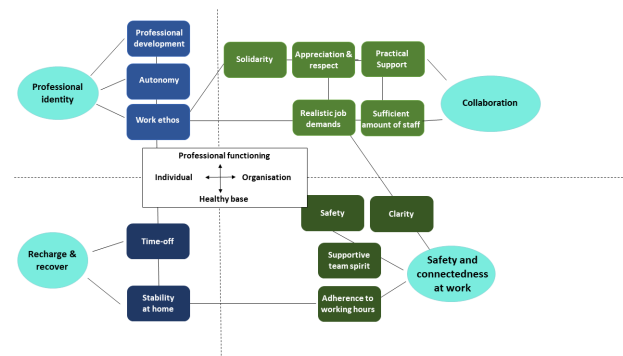 Professional
development
Professional
identity
Autonomy
Work ethos
Solidarity
Appreciation &
respect
Practical
Support
Realistic job
demands
Sufficient
amount of staff
Collaboration
Professional functioning
Individual
Organisation
Healthy base
Recharge &
recover
Time-off
Stability
at home
Safety
Clarity
Supportive
team spirit
Adherence to
working hours
Safety and
connectedness
at work